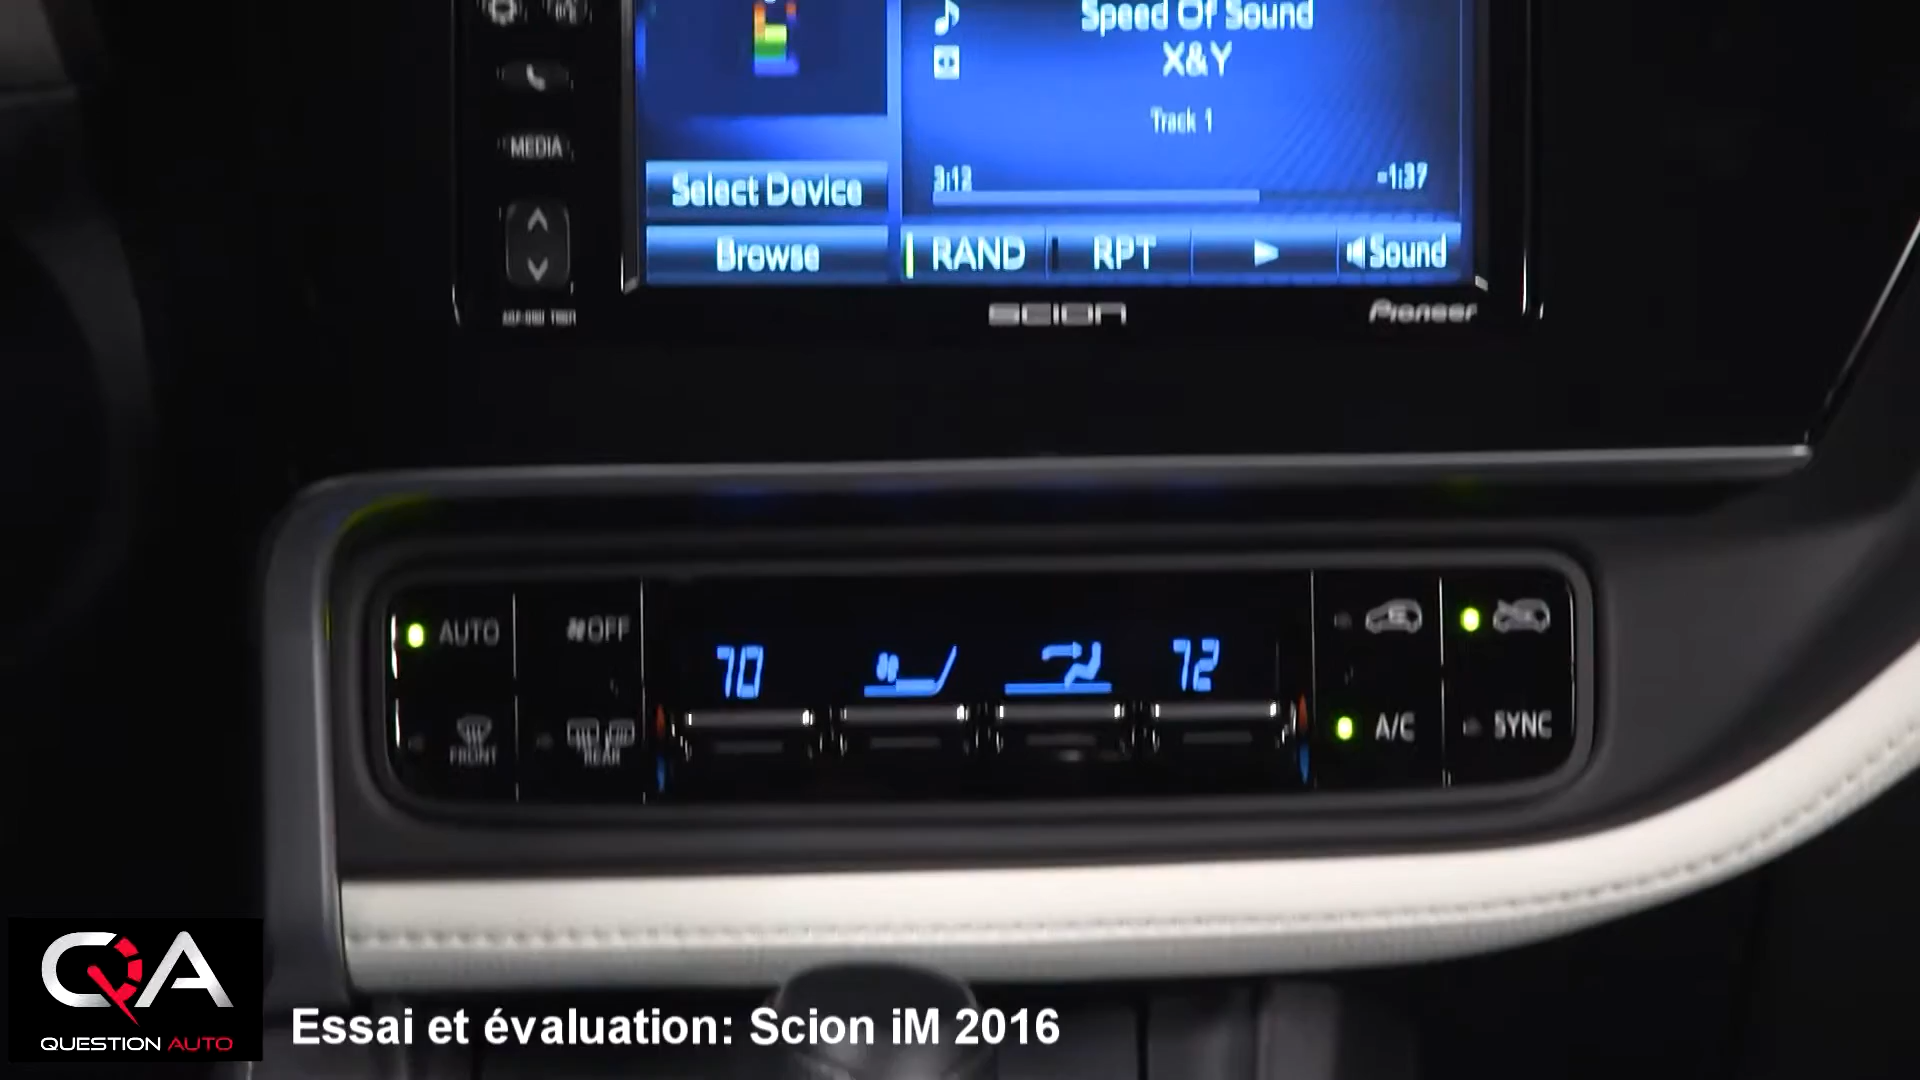 Speed Of Sound
X&Y
Track 1
MEDIA
3:12
-1:37
Select Device
Browse
RAND
RPT
Sound
SCION
Pioneer
AUTO
OFF
70
72
FRONT
REAR
A/C
SYNC
QA
QUESTION AUTO
Essai et évaluation: Scion iM 2016